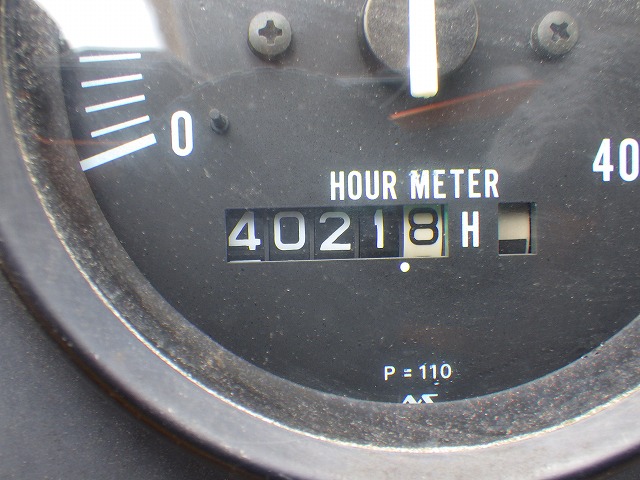 0
40
HOUR METER
40218 H
P = 110